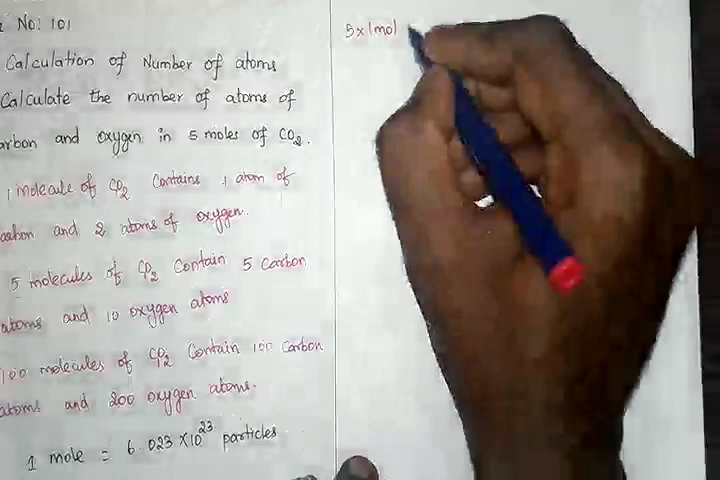 No: 101
Calculation of Number of atoms
Calculate the number of atoms of
arbon and oxygen in 5 moles of CO2.
1 molecule of CO2 Contains 1 atom of
carbon and 2 atoms of oxygen.
5 molecules of CO2 Contain 5 Carbon
atoms and 10 oxygen atoms
100 molecules of CO2 Contain 100 Carbon
atoms and 200 oxygen atoms.
1 mole = 6.023 x 10^23 particles
5 x 1 mol